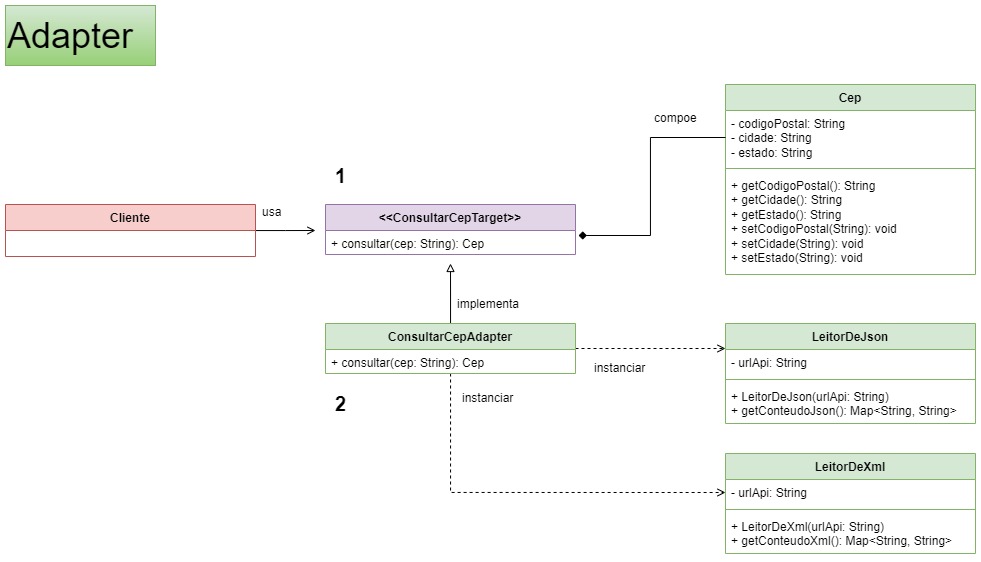 Adapter
Cep
- codigoPostal: String
- cidade: String
- estado: String
+ getCodigoPostal(): String
+ getCidade(): String
+ getEstado(): String
+ setCodigoPostal(String): void
+ setCidade(String): void
+ setEstado(String): void
compoe
1
Cliente
usa
<<ConsultarCepTarget>>
+ consultar(cep: String): Cep
implementa
ConsultarCepAdapter
+ consultar(cep: String): Cep
2
instanciar
instanciar
LeitorDeJson
- urlApi: String
+ LeitorDeJson(urlApi: String)
+ getConteudoJson(): Map<String, String>
LeitorDeXml
- urlApi: String
+ LeitorDeXml(urlApi: String)
+ getConteudoXml(): Map<String, String>